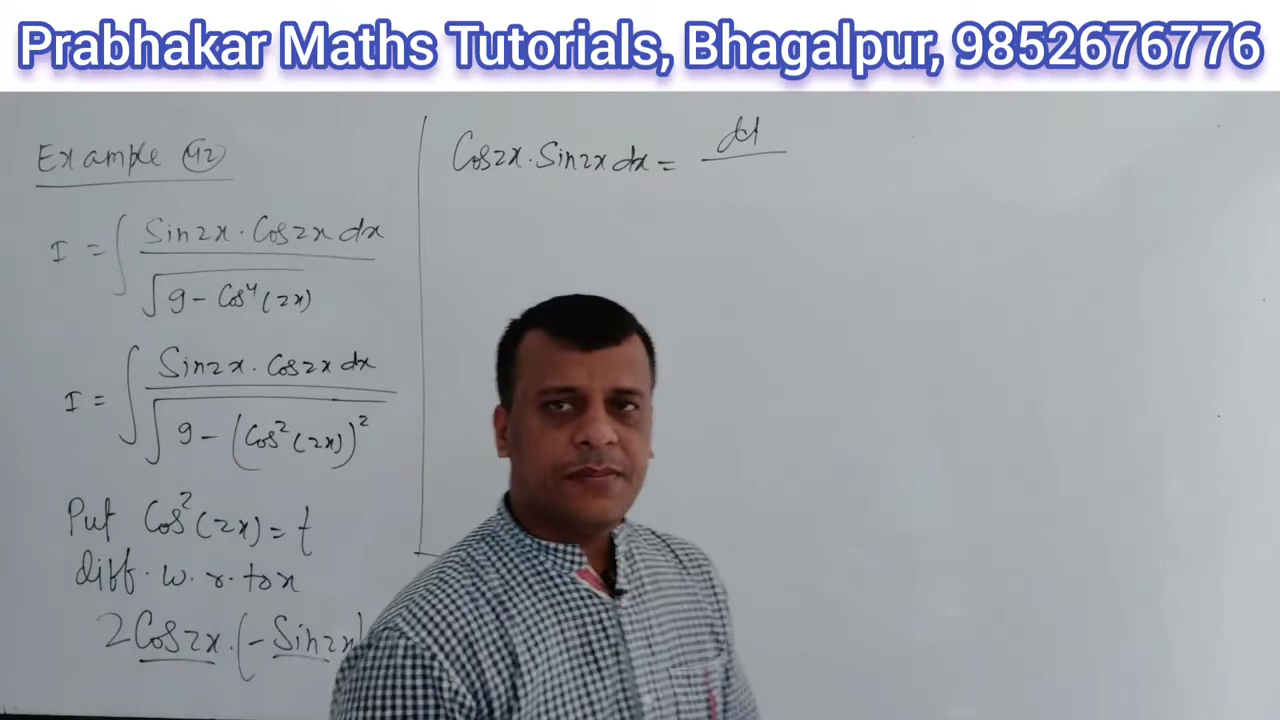 Prabhakar Maths Tutorials, Bhagalpur, 9852676776
Example 42
I = ∫ Sin2x · Cos2x dx / √(9 - Cos⁴(2x))
I = ∫ Sin2x · Cos2x dx / √(9 - (Cos²(2x))²)
Put Cos²(2x) = t
diff. w. r. to x
2Cos2x · (- Sin2x)
Cos2x · Sin2x dx = dt